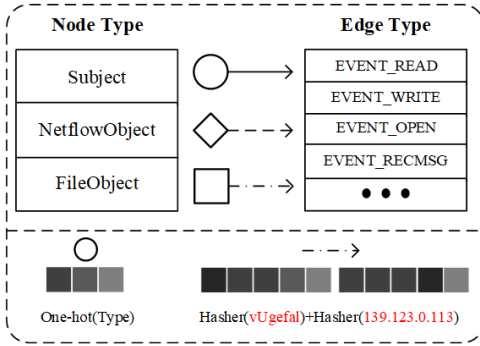 Node Type
Edge Type
Subject
NetflowObject
FileObject
EVENT_READ
EVENT_WRITE
EVENT_OPEN
EVENT_RECMSG
One-hot(Type)
Hasher(vUgefal)+Hasher(139.123.0.113)